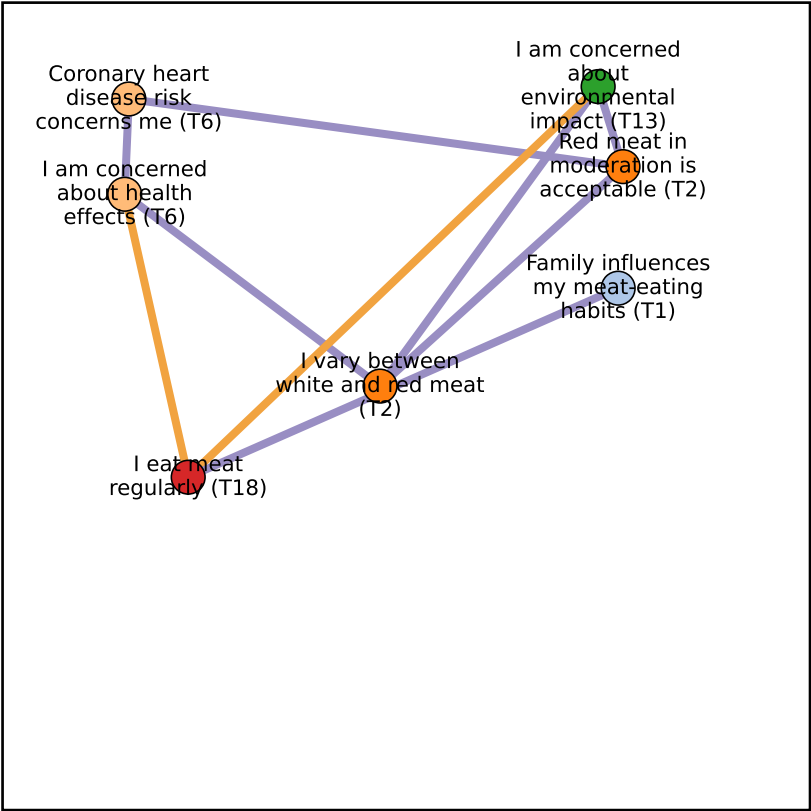 I am concerned
about
environmental
impact (T13)
Coronary heart
disease risk
concerns me (T6)
Red meat in
moderation is
acceptable (T2)
I am concerned
about health
effects (T6)
Family influences
my meat-eating
habits (T1)
I vary between
white and red meat
(T2)
I eat meat
regularly (T18)